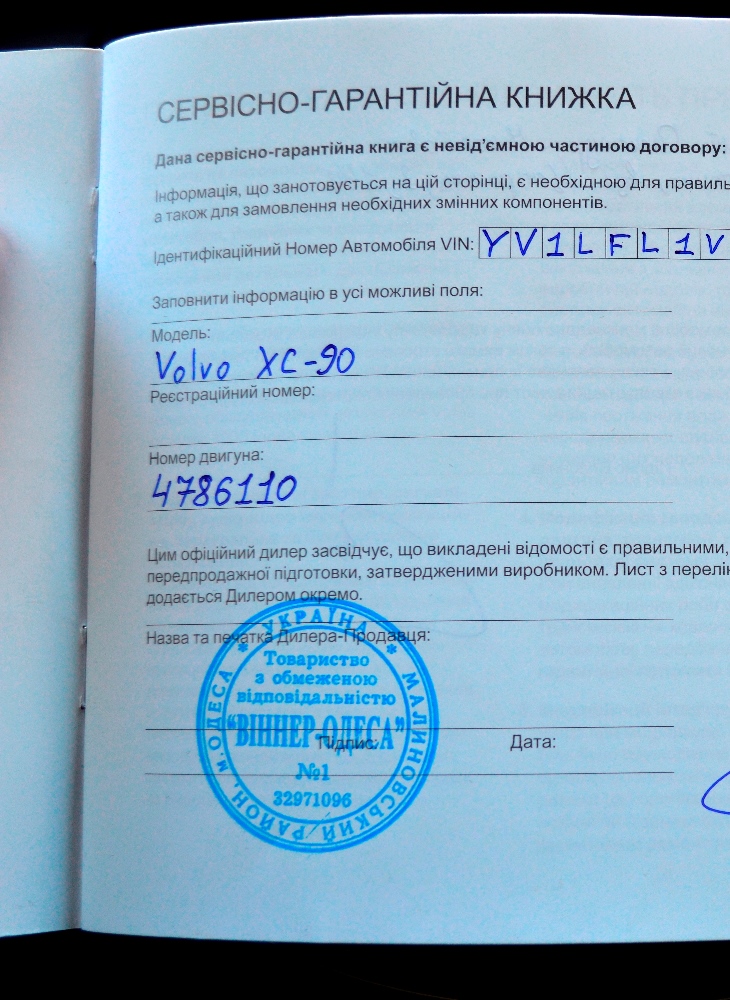 СЕРВІСНО-ГАРАНТІЙНА КНИЖКА
Дана сервісно-гарантійна книга є невід'ємною частиною договору:
Інформація, що занотовується на цій сторінці, є необхідною для правиль
а також для замовлення необхідних змінних компонентів.
Ідентифікаційний Номер Автомобіля VIN: YV1LFL1V
Заповнити інформацію в усі можливі поля:
Модель:
Volvo XC-90
Реєстраційний номер:
Номер двигуна:
4786110
Цим офіційний дилер засвідчує, що викладені відомості є правильними,
передпродажної підготовки, затвердженими виробником. Лист з перелі
додається Дилером окремо.
Назва та печатка Дилера-Продавця:
* УКРАЇНА * МАЛИНОВСЬКИЙ РАЙОН, м.ОДЕСА
Товариство
з обмеженою
відповідальністю
"ВІННЕР-ОДЕСА"
Підпис: Дата:
№1
32971096